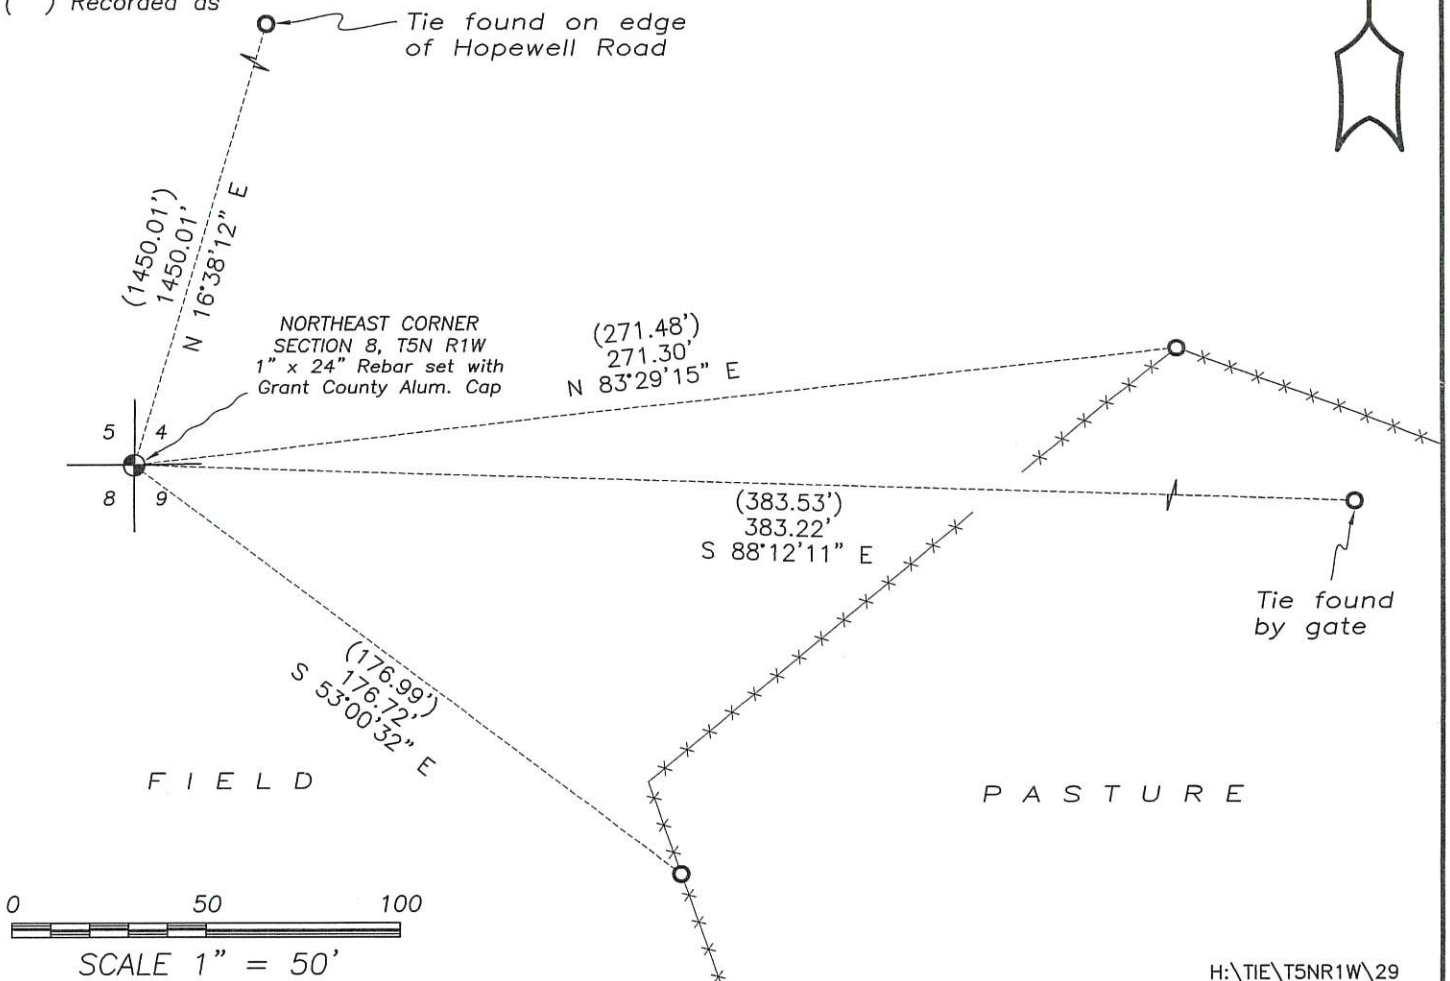 ( ) Recorded as
Tie found on edge
of Hopewell Road
(1450.01')
1450.01'
N 16°38'12" E
NORTHEAST CORNER
SECTION 8, T5N R1W
1" x 24" Rebar set with
Grant County Alum. Cap
(271.48')
271.30'
N 83°29'15" E
5 4
8 9
(383.53')
383.22'
S 88°12'11" E
Tie found
by gate
(176.99')
176.72'
S 53°00'32" E
FIELD
PASTURE
0 50 100
SCALE 1" = 50'
H:\TIE\T5NR1W\29